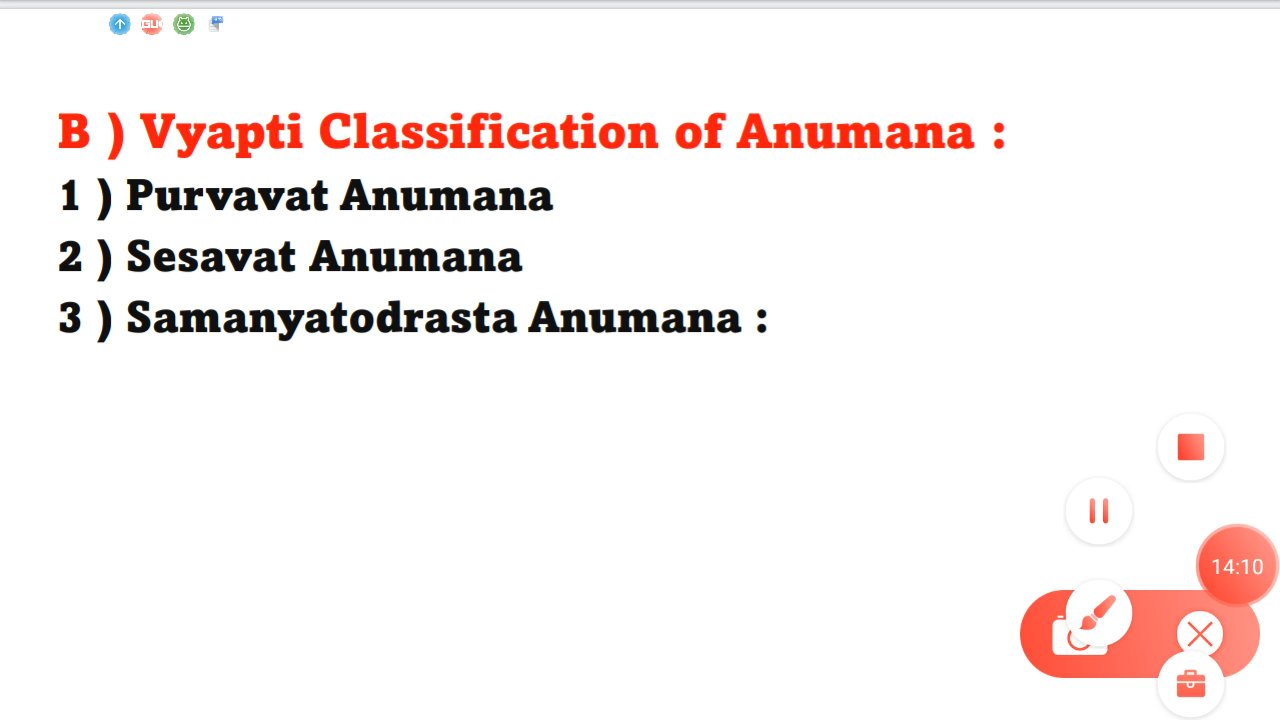 B ) Vyapti Classification of Anumana :
1 ) Purvavat Anumana
2 ) Sesavat Anumana
3 ) Samanyatodrasta Anumana :
14:10